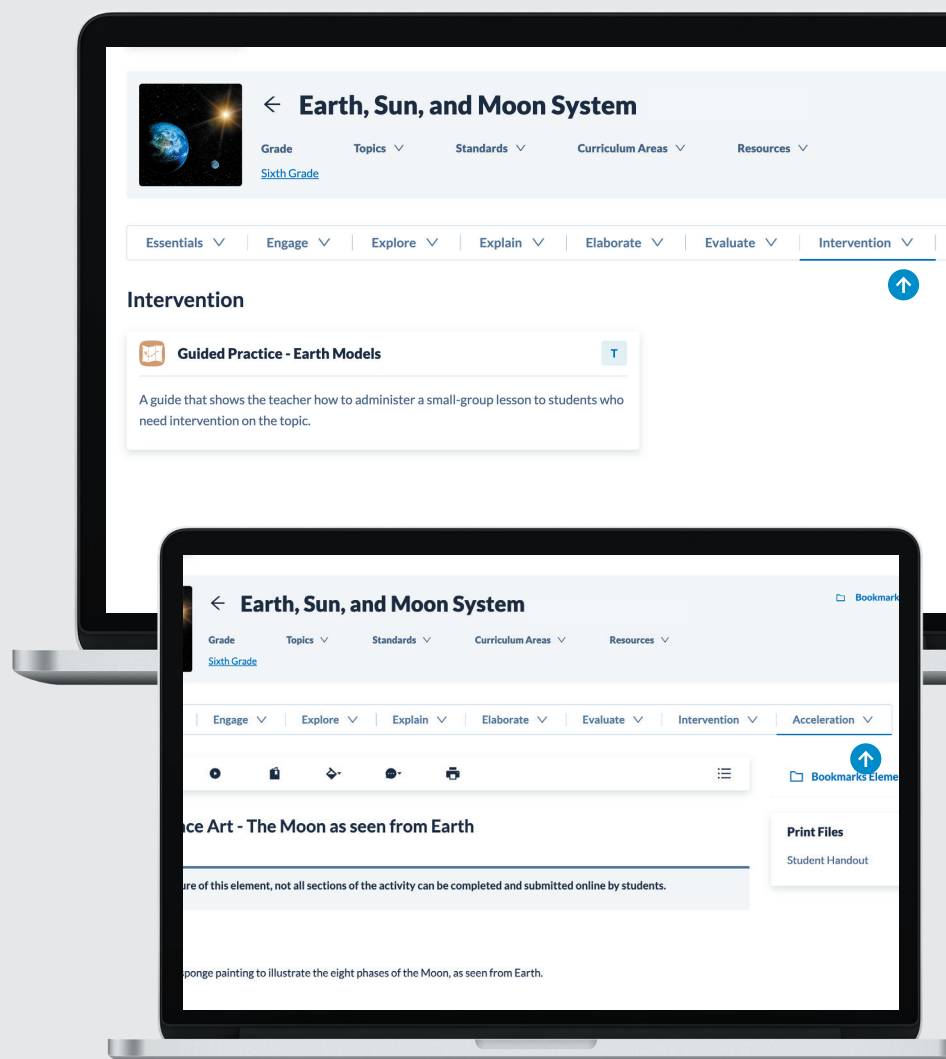 Earth, Sun, and Moon System
Grade Topics Standards Curriculum Areas Resources
Sixth Grade
Essentials Engage Explore Explain Elaborate Evaluate Intervention
Intervention
Guided Practice - Earth Models T
A guide that shows the teacher how to administer a small-group lesson to students who
need intervention on the topic.
Earth, Sun, and Moon System
Bookmark
Grade Topics Standards Curriculum Areas Resources
Sixth Grade
Engage Explore Explain Elaborate Evaluate Intervention Acceleration
Bookmarks Eleme
ce Art - The Moon as seen from Earth
Print Files
Student Handout
ure of this element, not all sections of the activity can be completed and submitted online by students.
sponge painting to illustrate the eight phases of the Moon, as seen from Earth.